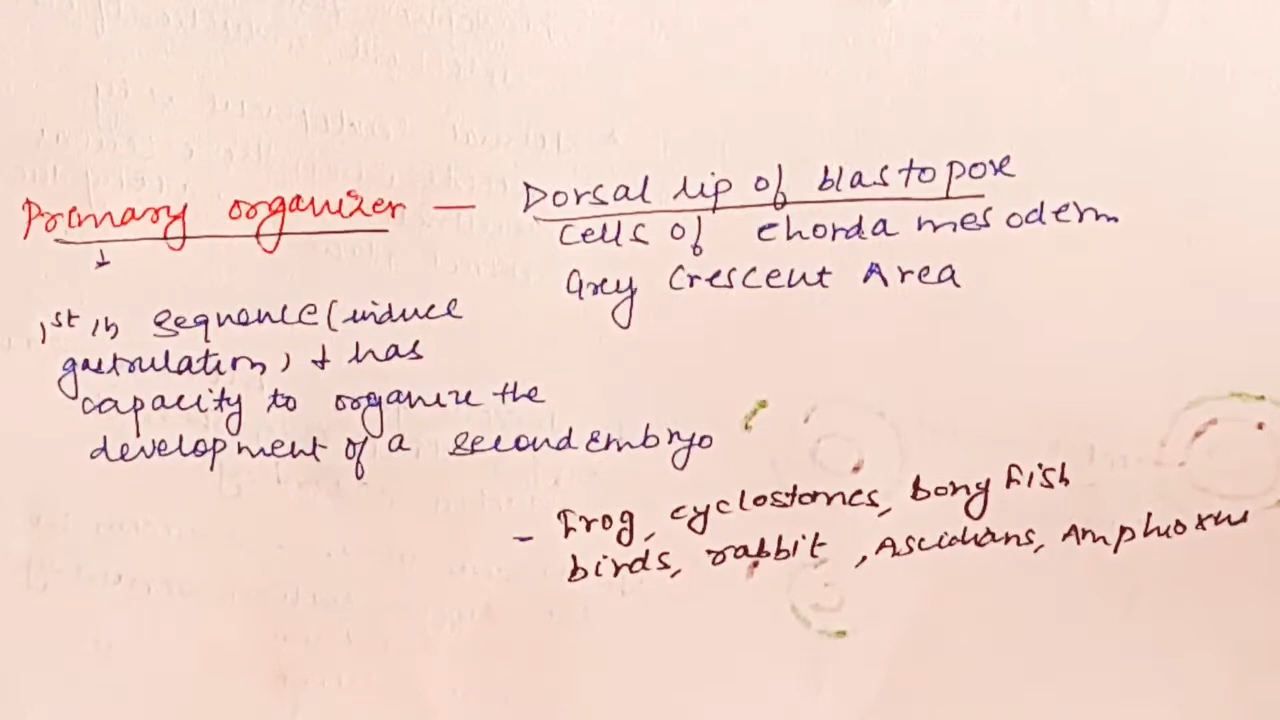 Primary organizer — Dorsal lip of blastopore
cells of chorda mesoderm
Grey Crescent Area
↓
1st in sequence (induce
gastrulation) + has
capacity to organize the
development of a second embryo
- Frog, cyclostomes, bony fish
birds, rabbit, Ascidians, Amphioxus